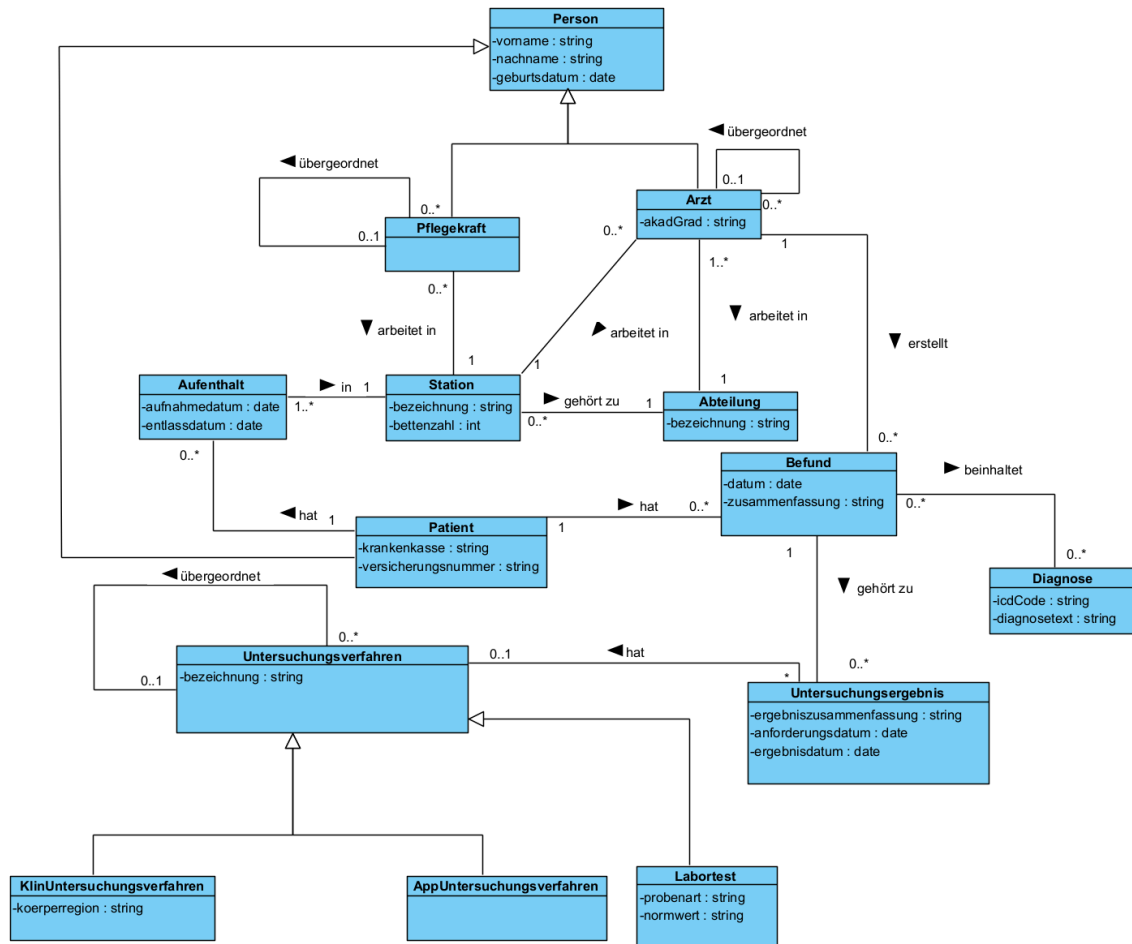 Person
-vorname : string
-nachname : string
-geburtsdatum : date
übergeordnet
0..1
0..*
Arzt
-akadGrad : string
übergeordnet
0..*
0..1
Pflegekraft
0..*
0..*
1..*
1
arbeitet in
arbeitet in
arbeitet in
erstellt
1
1
1
0..*
Aufenthalt
-aufnahmedatum : date
-entlassdatum : date
in
1
1..*
Station
-bezeichnung : string
-bettenzahl : int
gehört zu
1
0..*
Abteilung
-bezeichnung : string
0..*
hat
1
Patient
-krankenkasse : string
-versicherungsnummer : string
hat
1
0..*
Befund
-datum : date
-zusammenfassung : string
beinhaltet
0..*
0..*
1
gehört zu
0..*
Diagnose
-icdCode : string
-diagnosetext : string
übergeordnet
0..*
0..1
Untersuchungsverfahren
-bezeichnung : string
0..1
hat
*
Untersuchungsergebnis
-ergebniszusammenfassung : string
-anforderungsdatum : date
-ergebnisdatum : date
KlinUntersuchungsverfahren
-koerperregion : string
AppUntersuchungsverfahren
Labortest
-probenart : string
-normwert : string